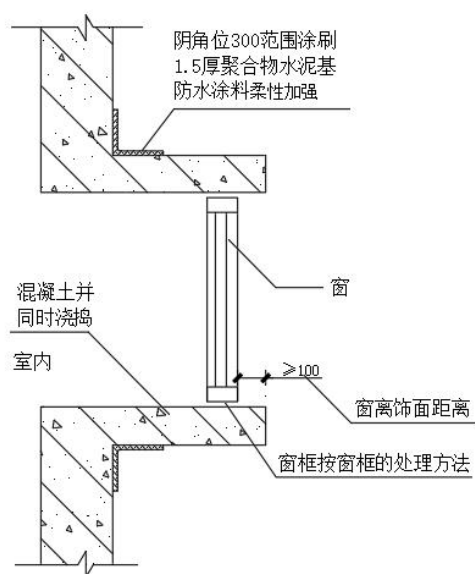 阴角位300范围涂刷
1.5厚聚合物水泥基
防水涂料柔性加强
窗
混凝土并
同时浇捣
室内
≥100
窗离饰面距离
窗框按窗框的处理方法